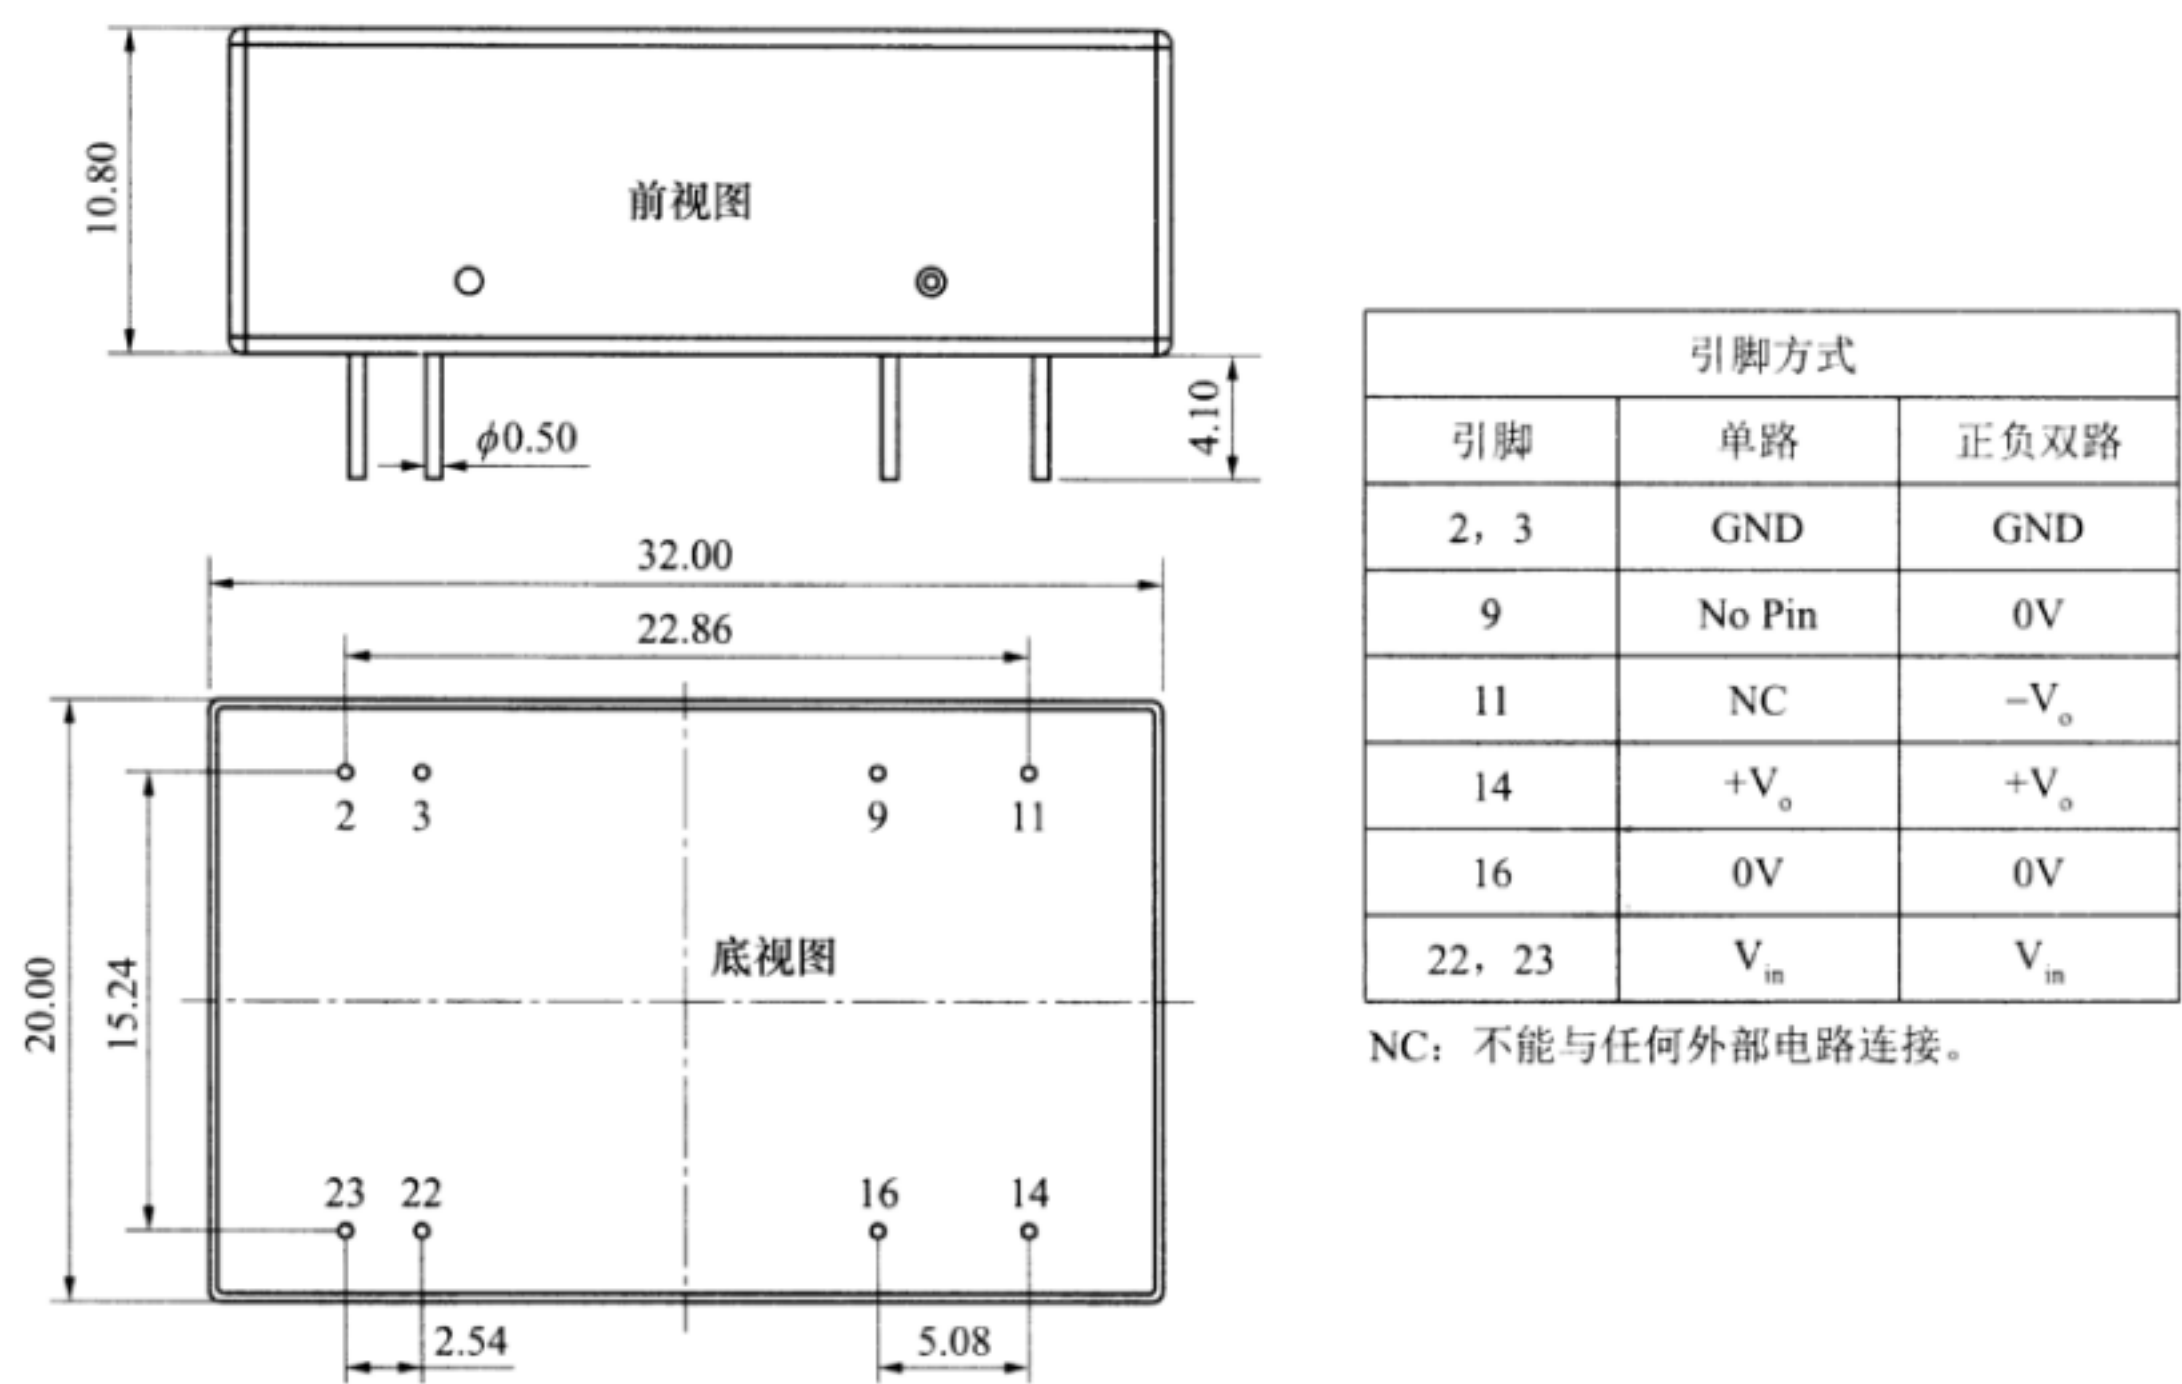 10.80
前视图
φ0.50
4.10
32.00
22.86
20.00
15.24
2 3 9 11
底视图
23 22 16 14
2.54
5.08
引脚方式
引脚 单路 正负双路
2，3 GND GND
9 No Pin 0V
11 NC –Vo
14 +Vo +Vo
16 0V 0V
22，23 Vin Vin
NC：不能与任何外部电路连接。